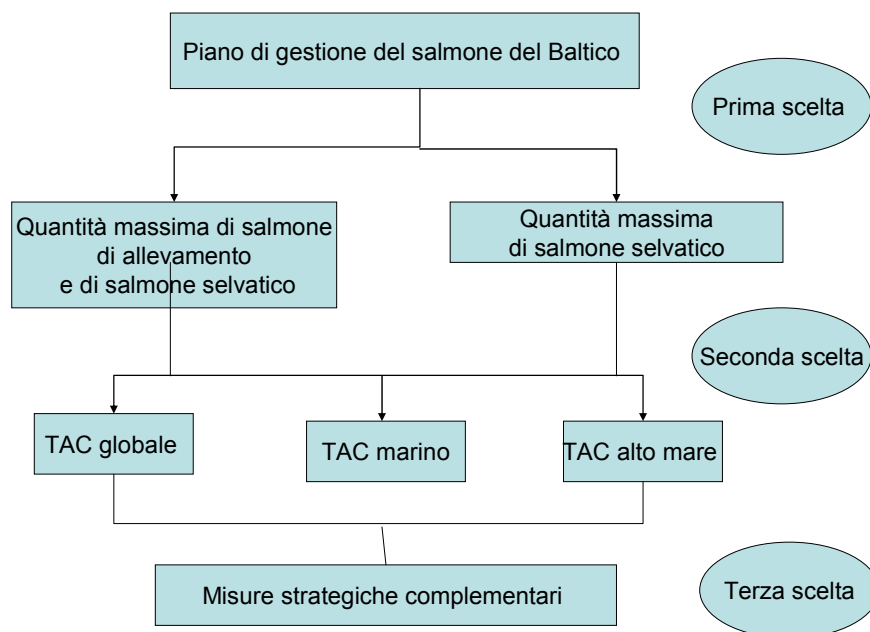 Piano di gestione del salmone del Baltico
Prima scelta
Quantità massima di salmone
di allevamento
e di salmone selvatico
Quantità massima
di salmone selvatico
Seconda scelta
TAC globale
TAC marino
TAC alto mare
Misure strategiche complementari
Terza scelta